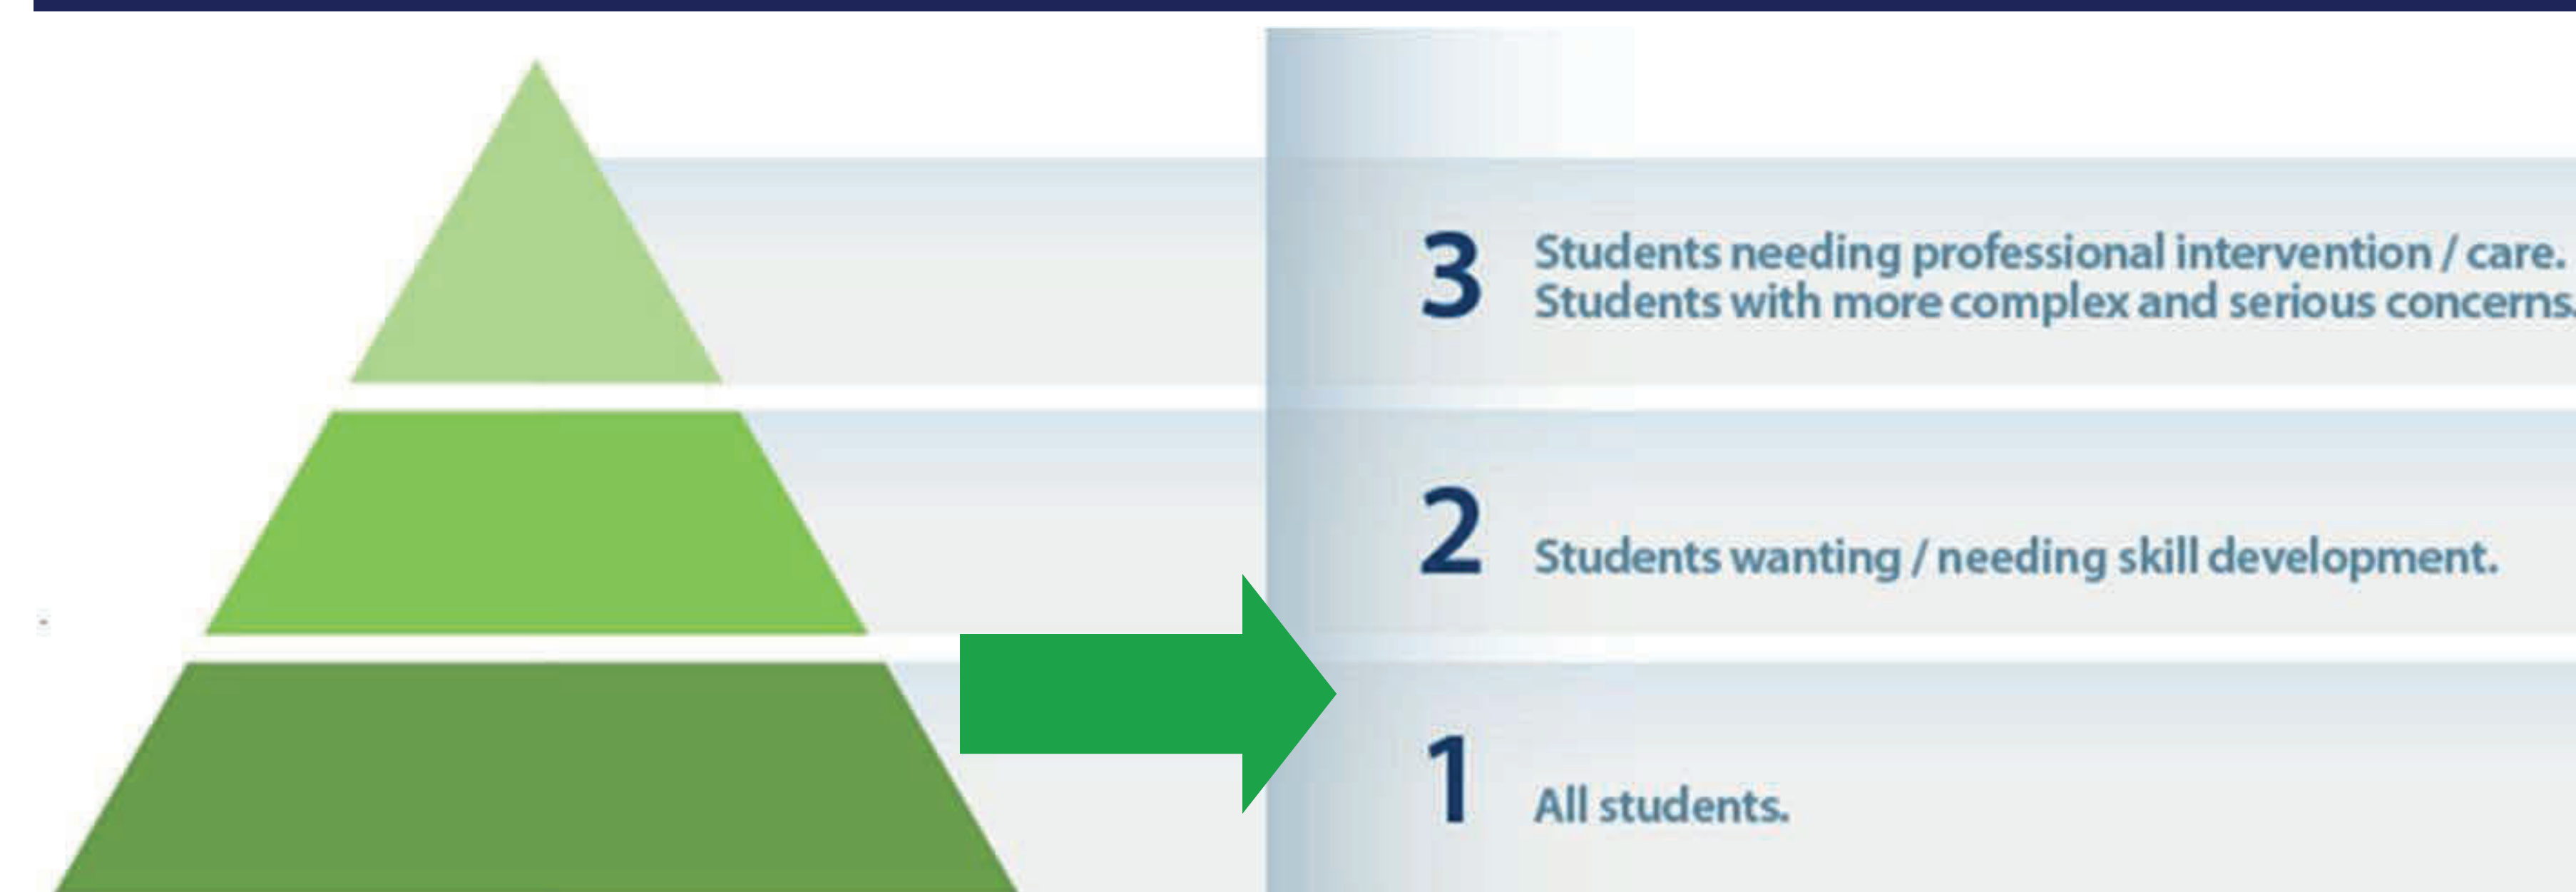 3
Students needing professional intervention / care.
Students with more complex and serious concerns.
2
Students wanting / needing skill development.
1
All students.